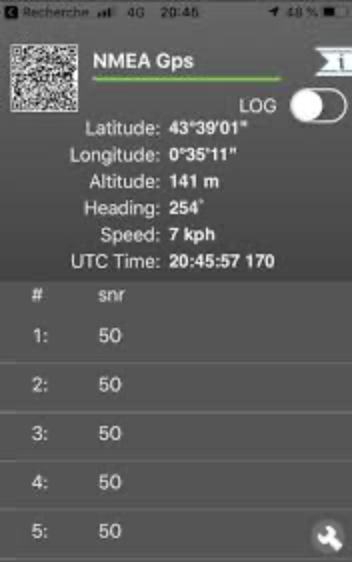 Recherche 4G 20:46 48 %
NMEA Gps
i
LOG
Latitude: 43°39'01"
Longitude: 0°35'11"
Altitude: 141 m
Heading: 254°
Speed: 7 kph
UTC Time: 20:45:57 170
# snr
1: 50
2: 50
3: 50
4: 50
5: 50